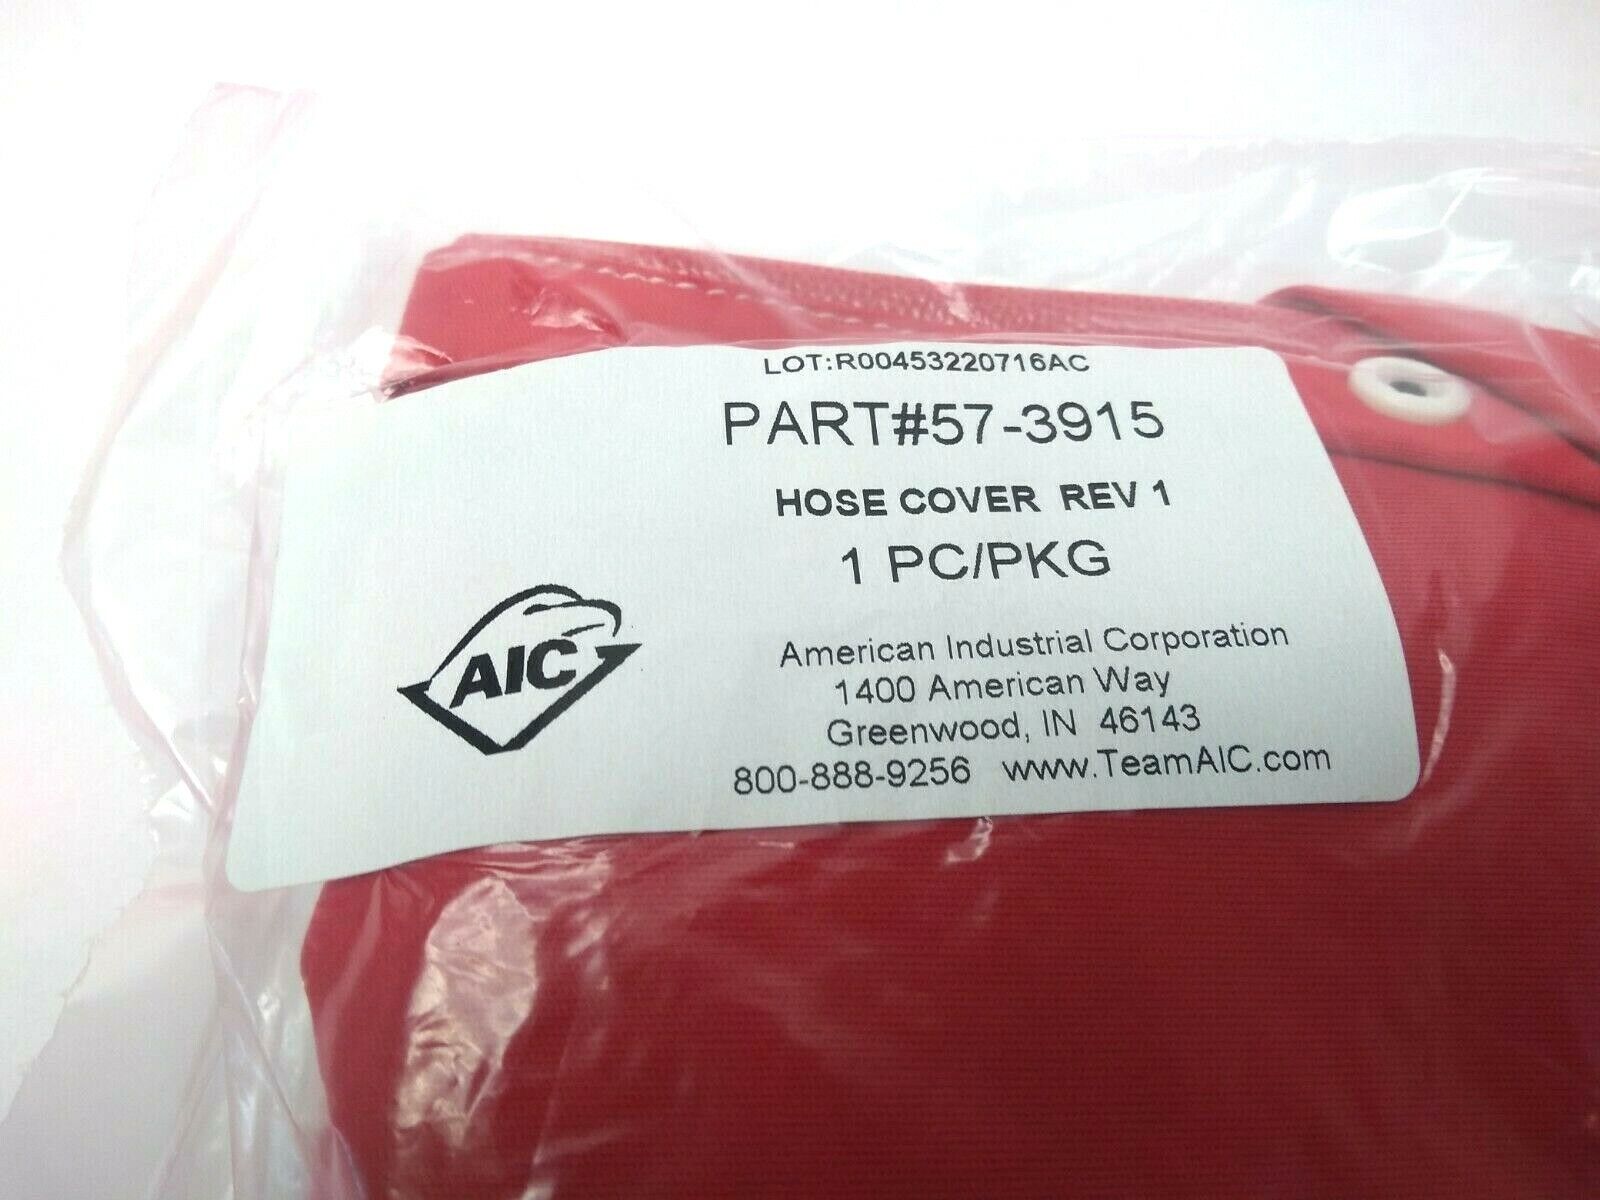 LOT:R00453220716AC
PART#57-3915
HOSE COVER REV 1
1 PC/PKG
AIC
American Industrial Corporation
1400 American Way
Greenwood, IN 46143
800-888-9256 www.TeamAIC.com